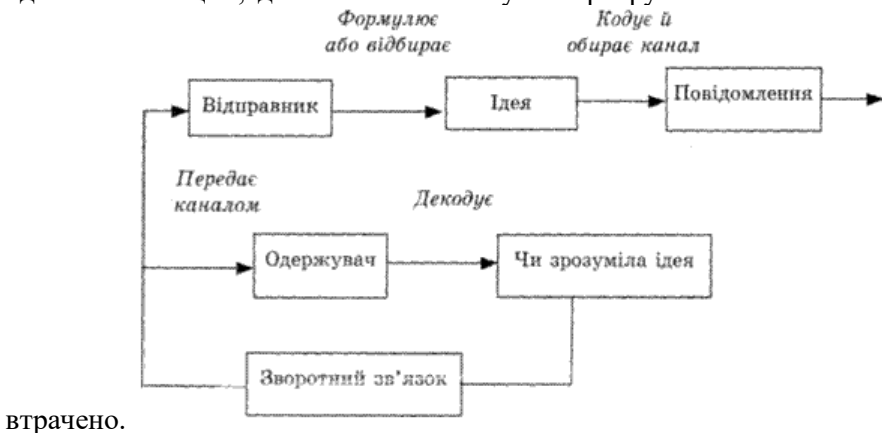 Формулює
або відбирає
Кодує й
обирає канал
Відправник
Ідея
Повідомлення
Передає
каналом
Декодує
Одержувач
Чи зрозуміла ідея
Зворотний зв’язок
втрачено.